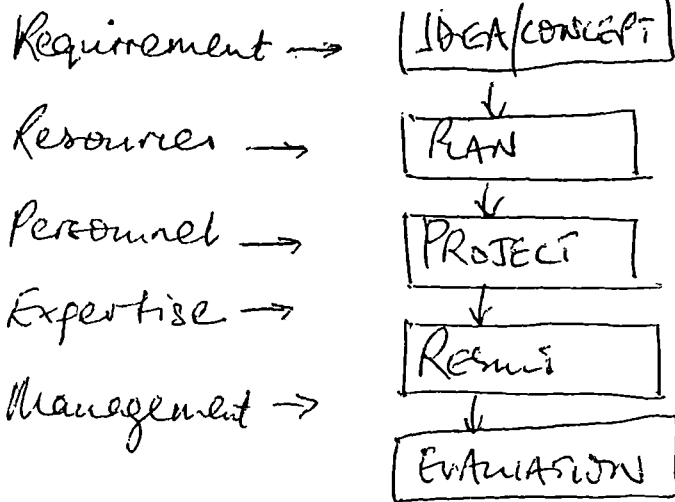 Requirement → IDEA/CONCEPT
Resources → PLAN
Personnel → PROJECT
Expertise → RESULT
Management → EVALUATION